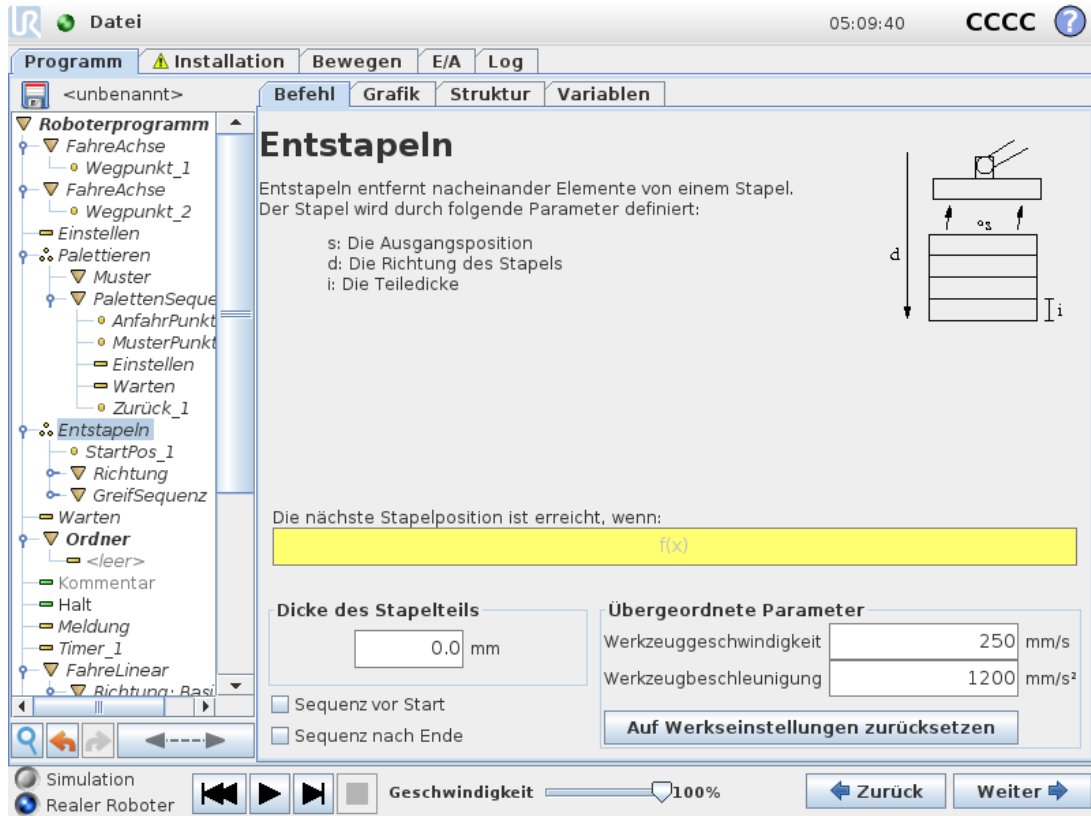 UR Datei 05:09:40 CCCC ?
Programm Installation Bewegen E/A Log
<unbenannt> Befehl Grafik Struktur Variablen
Roboterprogramm
FahreAchse
Wegpunkt_1
FahreAchse
Wegpunkt_2
Einstellen
Palettieren
Muster
PalettenSeque
AnfahrPunkt
MusterPunkt
Einstellen
Warten
Zurück_1
Entstapeln
StartPos_1
Richtung
GreifSequenz
Warten
Ordner
<leer>
Kommentar
Halt
Meldung
Timer_1
FahreLinear
Richtung: Basi
Entstapeln
Entstapeln entfernt nacheinander Elemente von einem Stapel.
Der Stapel wird durch folgende Parameter definiert:
s: Die Ausgangsposition
d: Die Richtung des Stapels
i: Die Teiledicke
s
d
i
Die nächste Stapelposition ist erreicht, wenn:
f(x)
Dicke des Stapelteils
0.0 mm
Sequenz vor Start
Sequenz nach Ende
Übergeordnete Parameter
Werkzeuggeschwindigkeit 250 mm/s
Werkzeugbeschleunigung 1200 mm/s²
Auf Werkseinstellungen zurücksetzen
Simulation
Realer Roboter
Geschwindigkeit 100%
Zurück Weiter